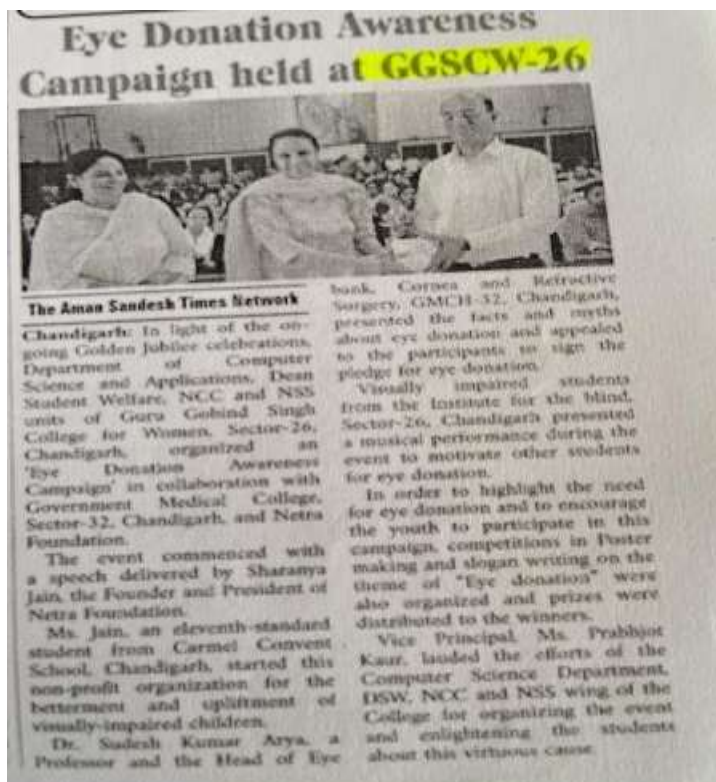 Eye Donation Awareness
Campaign held at GGSCW-26
The Aman Sandesh Times Network
Chandigarh: In light of the on-
going Golden Jubilee celebrations,
Department of Computer
Science and Applications, Dean
Student Welfare, NCC and NSS
units of Guru Gobind Singh
College for Women, Sector-26,
Chandigarh, organized an
'Eye Donation Awareness
Campaign' in collaboration with
Government Medical College,
Sector-32, Chandigarh, and Netra
Foundation.
The event commenced with
a speech delivered by Sharanya
Jain, the Founder and President of
Netra Foundation.
Ms. Jain, an eleventh-standard
student from Carmel Convent
School, Chandigarh, started this
non-profit organization for the
betterment and upliftment of
visually-impaired children.
Dr. Sudesh Kumar Arya, a
Professor and the Head of Eye
bank, Cornea and Refractive
Surgery, GMCH-32, Chandigarh,
presented the facts and myths
about eye donation and appealed
to the participants to sign the
pledge for eye donation.
Visually impaired students
from the Institute for the blind,
Sector-26, Chandigarh presented
a musical performance during the
event to motivate other students
for eye donation.
In order to highlight the need
for eye donation and to encourage
the youth to participate in this
campaign, competitions in Poster
making and slogan writing on the
theme of "Eye donation" were
also organized and prizes were
distributed to the winners.
Vice Principal, Ms. Prabhjot
Kaur, lauded the efforts of the
Computer Science Department,
DSW, NCC and NSS wing of the
College for organizing the event
and enlightening the students
about this virtuous cause.